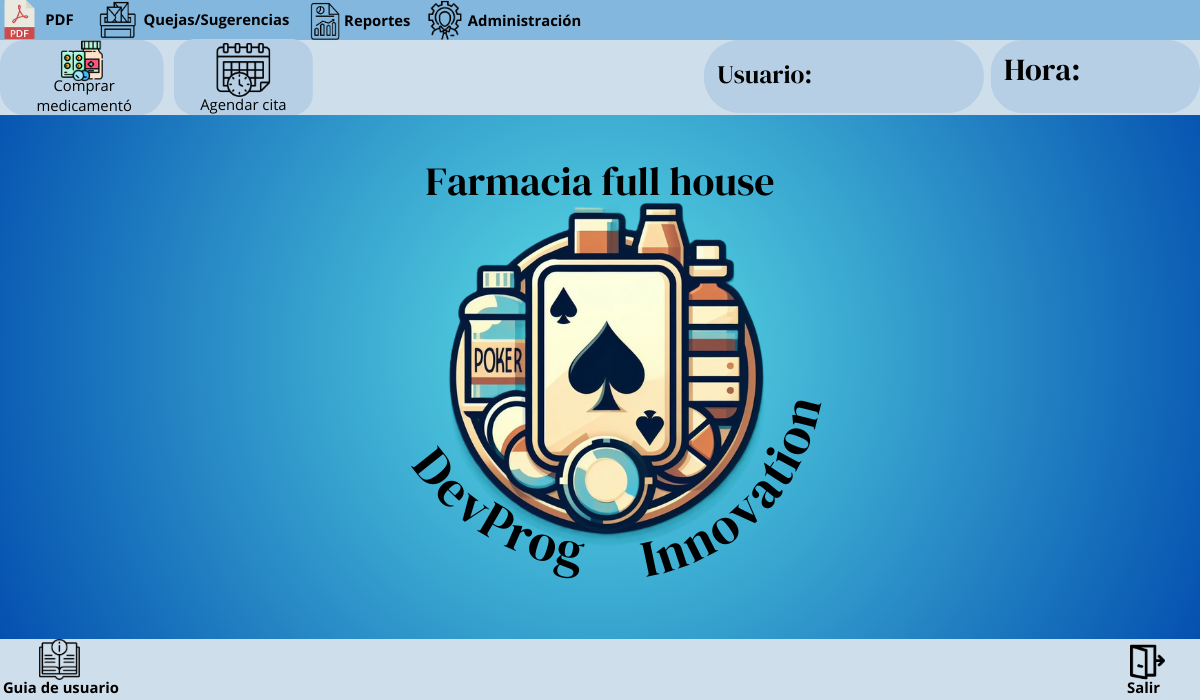 PDF
PDF
Quejas/Sugerencias
Reportes
Administración
Comprar
medicamentó
Agendar cita
Usuario:
Hora:
Farmacia full house
POKER
DevProg
Innovation
Guia de usuario
Salir